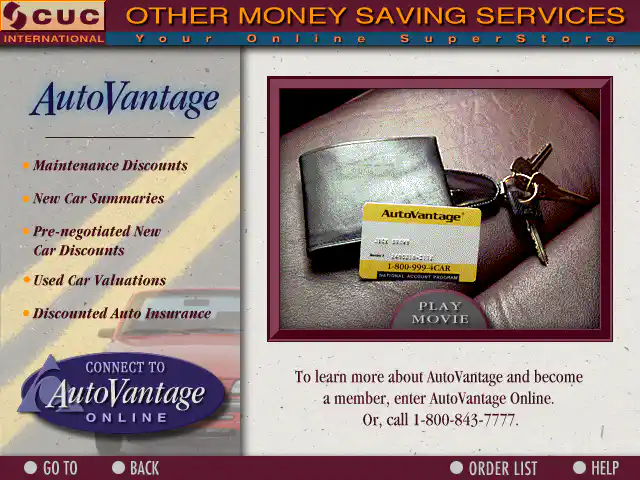 CUC
INTERNATIONAL
OTHER MONEY SAVING SERVICES
Your Online SuperStore
AutoVantage
Maintenance Discounts
New Car Summaries
Pre-negotiated New
Car Discounts
Used Car Valuations
Discounted Auto Insurance
CONNECT TO
AutoVantage
ONLINE
AutoVantage
1-800-999-4CAR
NATIONAL ACCOUNT PROGRAM
PLAY
MOVIE
To learn more about AutoVantage and become
a member, enter AutoVantage Online.
Or, call 1-800-843-7777.
GO TO
BACK
ORDER LIST
HELP